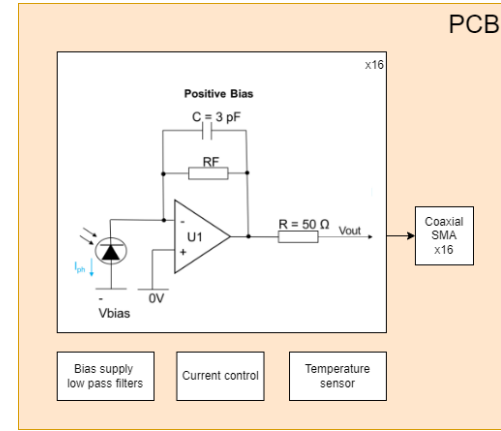 PCB
x16
Positive Bias
C = 3 pF
RF
-
U1
+
R = 50 Ω
Vout
Iph
-
Vbias
0V
Coaxial
SMA
x16
Bias supply
low pass filters
Current control
Temperature
sensor